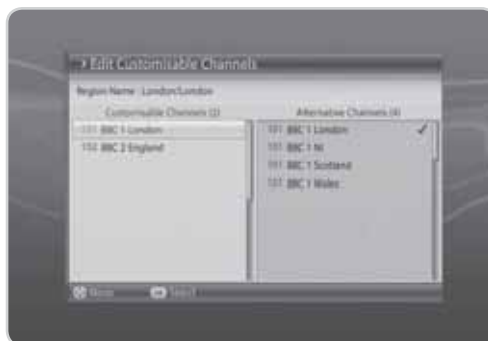 Edit Customisable Channels
Region Name : London/London
Customisable Channels (2)
101 BBC 1 London
102 BBC 2 England
Alternative Channels (4)
101 BBC 1 London ✓
101 BBC 1 NI
101 BBC 1 Scotland
101 BBC 1 Wales
Move
Select